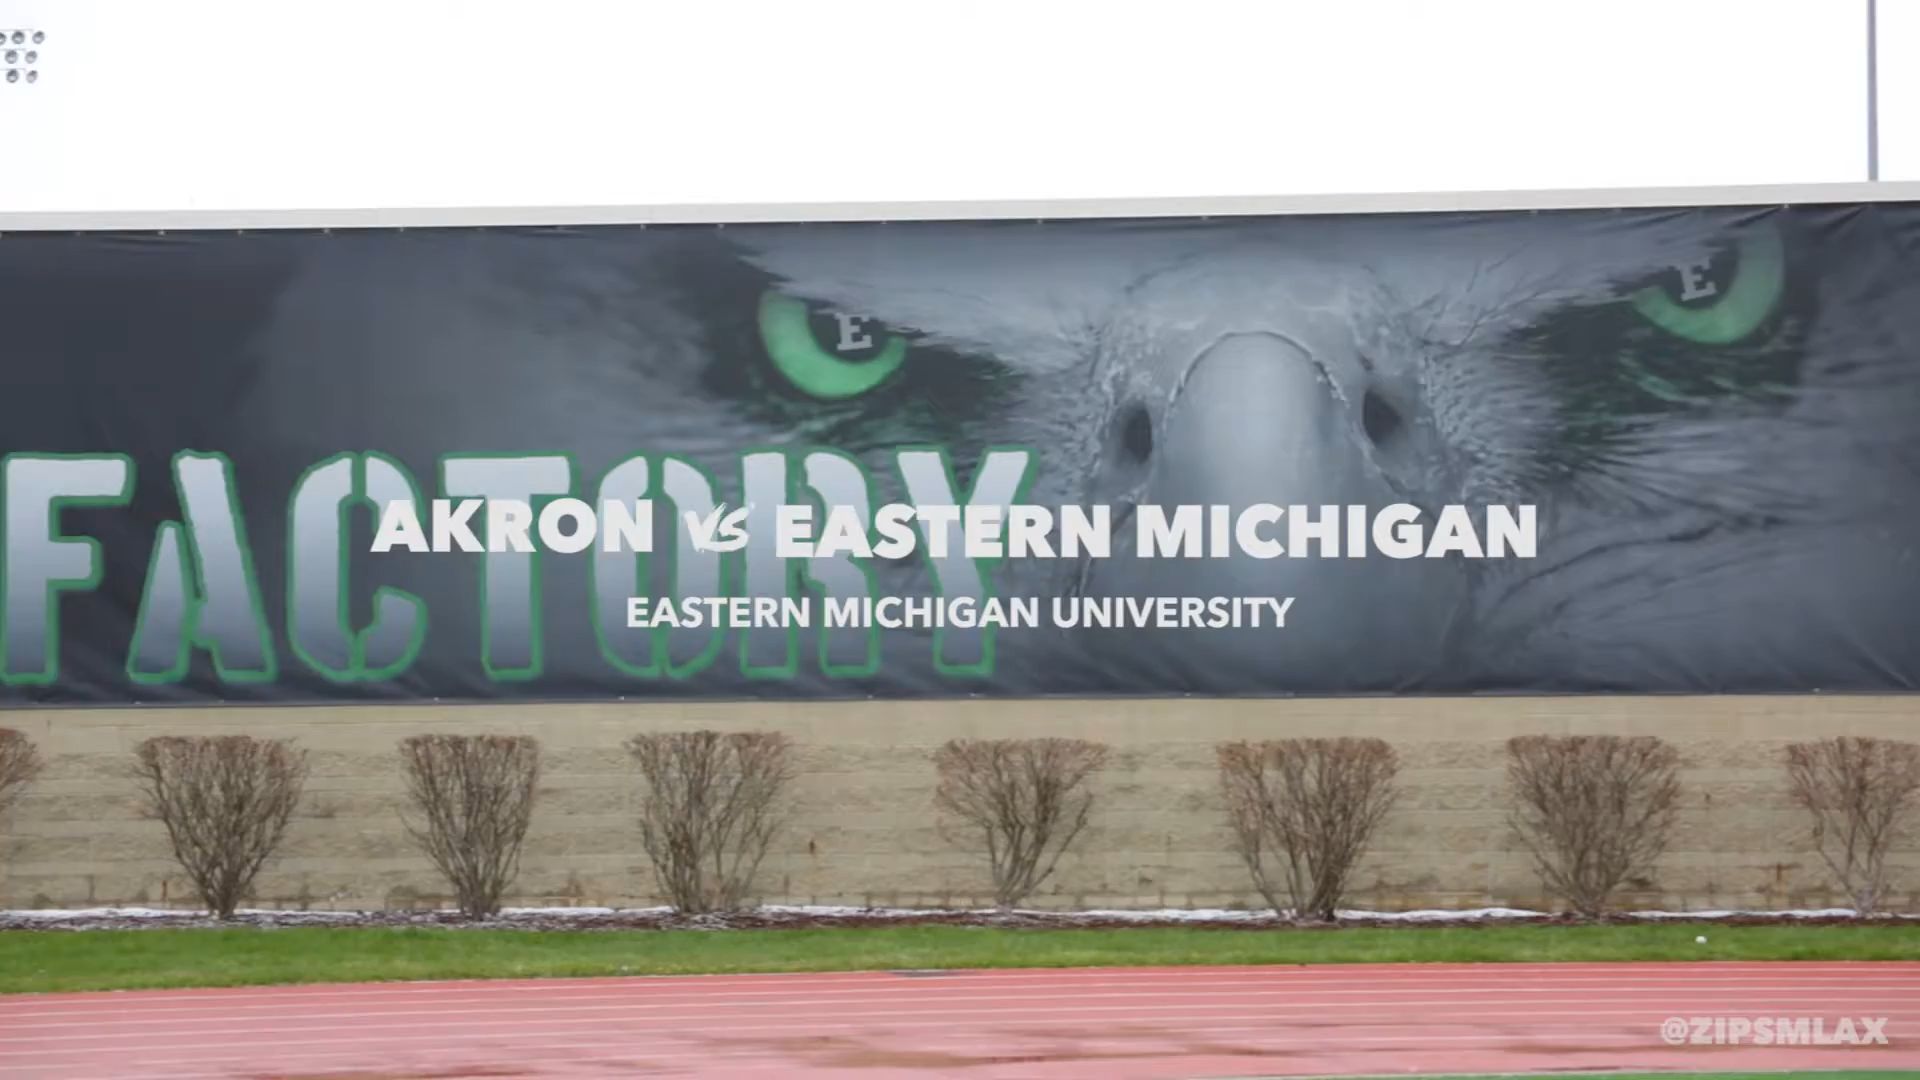 E
E
FACTORY
AKRON VS EASTERN MICHIGAN
EASTERN MICHIGAN UNIVERSITY
@ZIPSMLAX